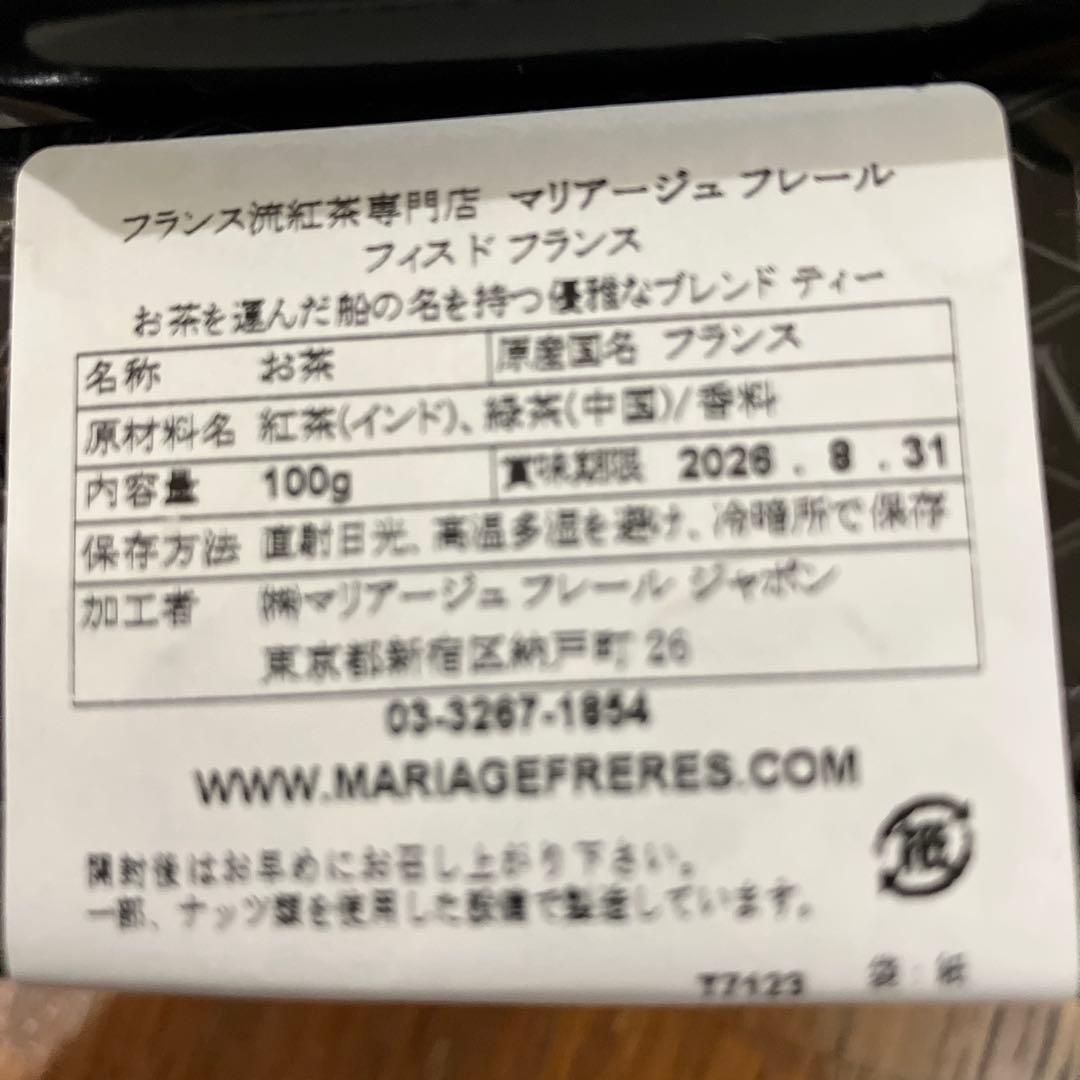 フランス流紅茶専門店 マリアージュ フレール
フィス ド フランス
お茶を運んだ船の名を持つ優雅なブレンド ティー
名称 お茶 原産国名 フランス
原材料名 紅茶(インド)、緑茶(中国)/香料
内容量 100g 賞味期限 2026 . 8 . 31
保存方法 直射日光、高温多湿を避け、冷暗所で保存
加工者 ㈱マリアージュ フレール ジャポン
東京都新宿区納戸町 26
03-3267-1854
WWW.MARIAGEFRERES.COM
開封後はお早めにお召し上がり下さい。
一部、ナッツ類を使用した設備で製造しています。
紙
T7123 袋：紙